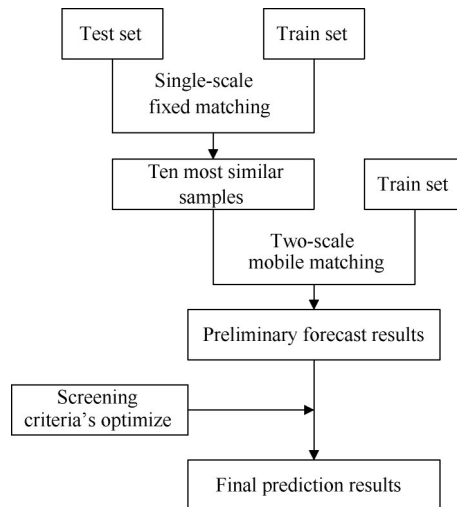 Test set
Train set
Single-scale
fixed matching
Ten most similar
samples
Train set
Two-scale
mobile matching
Preliminary forecast results
Screening
criteria's optimize
Final prediction results